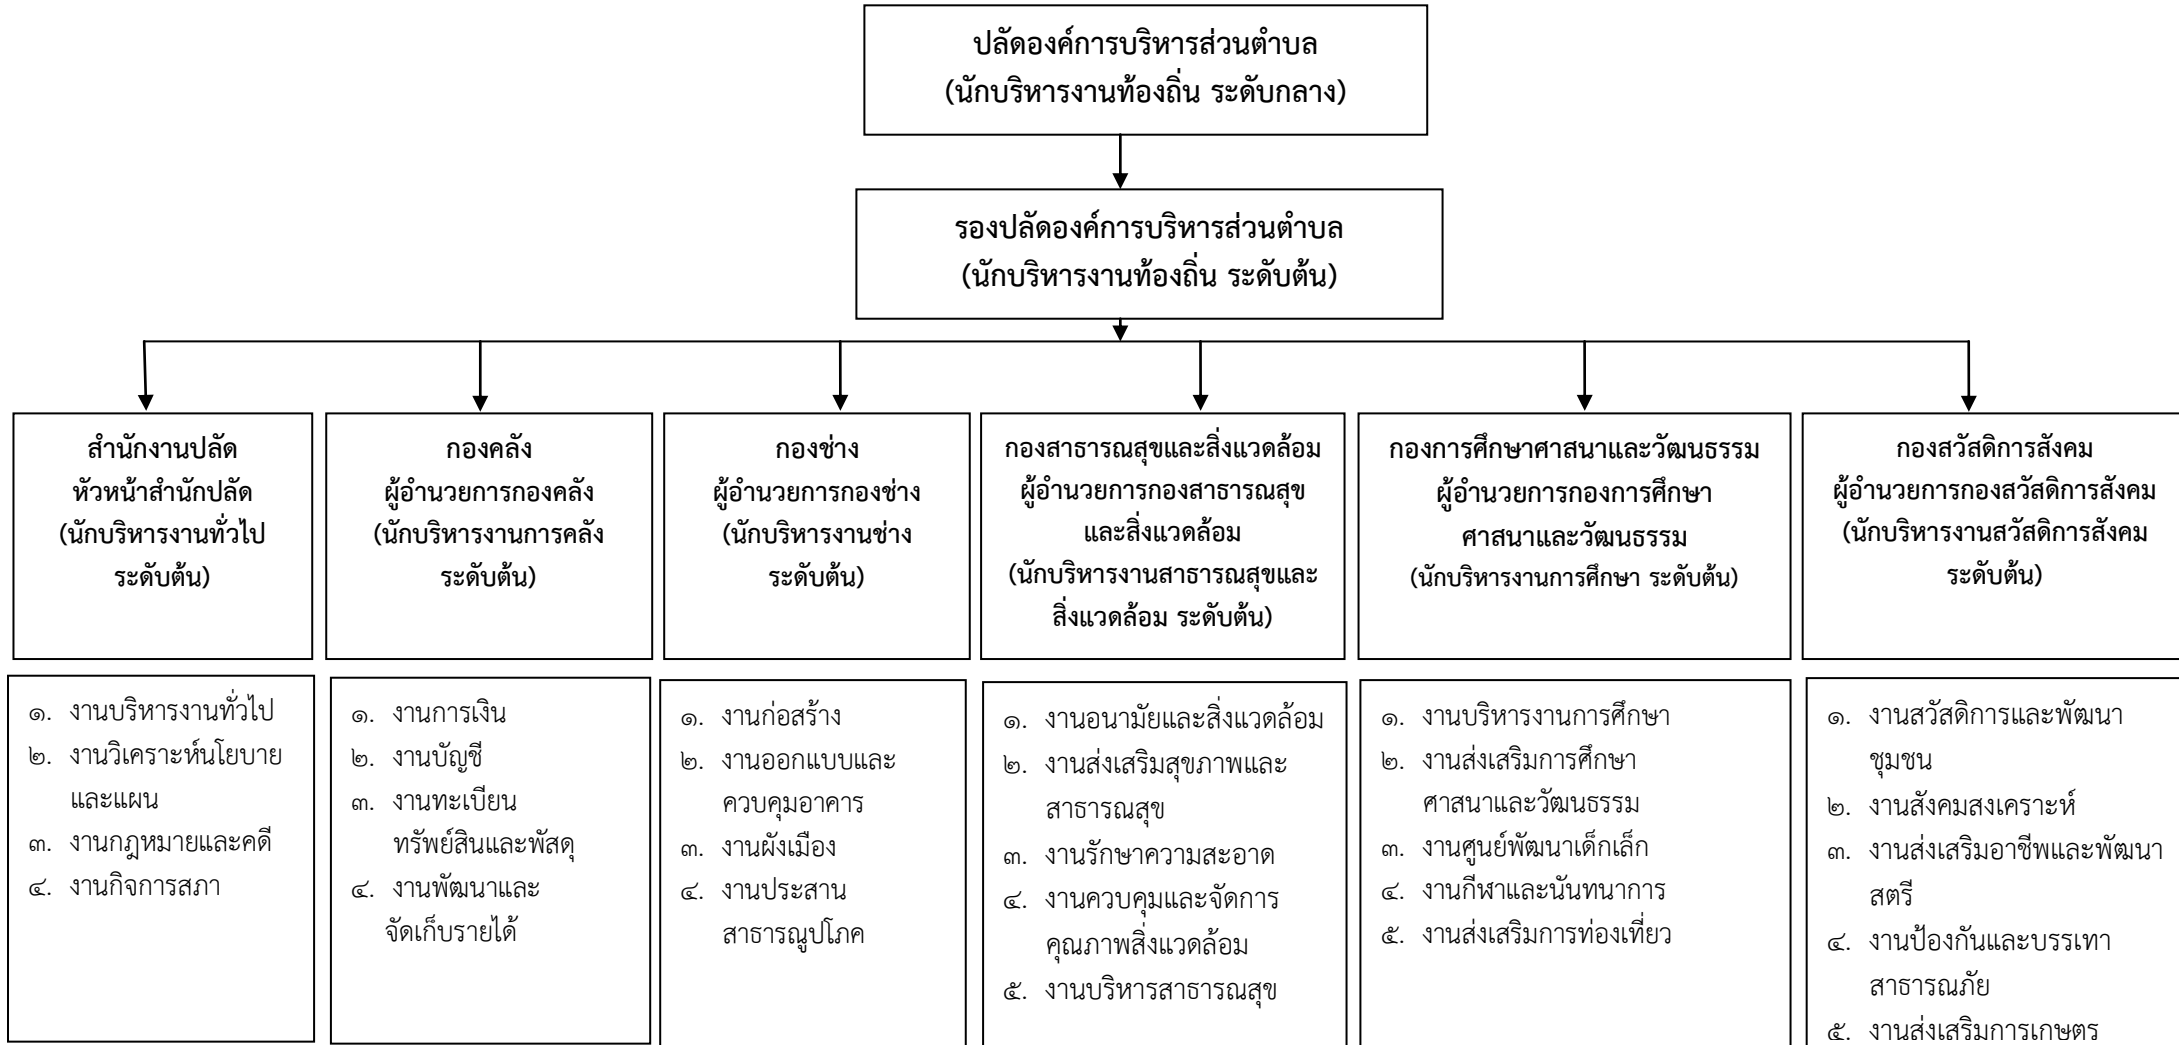 ปลัดองค์การบริหารส่วนตำบล
(นักบริหารงานท้องถิ่น ระดับกลาง)
รองปลัดองค์การบริหารส่วนตำบล
(นักบริหารงานท้องถิ่น ระดับต้น)
สำนักงานปลัด
หัวหน้าสำนักปลัด
(นักบริหารงานทั่วไป
ระดับต้น)
กองคลัง
ผู้อำนวยการกองคลัง
(นักบริหารงานการคลัง
ระดับต้น)
กองช่าง
ผู้อำนวยการกองช่าง
(นักบริหารงานช่าง
ระดับต้น)
กองสาธารณสุขและสิ่งแวดล้อม
ผู้อำนวยการกองสาธารณสุข
และสิ่งแวดล้อม
(นักบริหารงานสาธารณสุขและ
สิ่งแวดล้อม ระดับต้น)
กองการศึกษาศาสนาและวัฒนธรรม
ผู้อำนวยการกองการศึกษา
ศาสนาและวัฒนธรรม
(นักบริหารงานการศึกษา ระดับต้น)
กองสวัสดิการสังคม
ผู้อำนวยการกองสวัสดิการสังคม
(นักบริหารงานสวัสดิการสังคม
ระดับต้น)
๑. งานบริหารงานทั่วไป
๒. งานวิเคราะห์นโยบาย
และแผน
๓. งานกฎหมายและคดี
๔. งานกิจการสภา
๑. งานการเงิน
๒. งานบัญชี
๓. งานทะเบียน
ทรัพย์สินและพัสดุ
๔. งานพัฒนาและ
จัดเก็บรายได้
๑. งานก่อสร้าง
๒. งานออกแบบและ
ควบคุมอาคาร
๓. งานผังเมือง
๔. งานประสาน
สาธารณูปโภค
๑. งานอนามัยและสิ่งแวดล้อม
๒. งานส่งเสริมสุขภาพและ
สาธารณสุข
๓. งานรักษาความสะอาด
๔. งานควบคุมและจัดการ
คุณภาพสิ่งแวดล้อม
๕. งานบริหารสาธารณสุข
๑. งานบริหารงานการศึกษา
๒. งานส่งเสริมการศึกษา
ศาสนาและวัฒนธรรม
๓. งานศูนย์พัฒนาเด็กเล็ก
๔. งานกีฬาและนันทนาการ
๕. งานส่งเสริมการท่องเที่ยว
๑. งานสวัสดิการและพัฒนา
ชุมชน
๒. งานสังคมสงเคราะห์
๓. งานส่งเสริมอาชีพและพัฒนา
สตรี
๔. งานป้องกันและบรรเทา
สาธารณภัย
๕. งานส่งเสริมการเกษตร